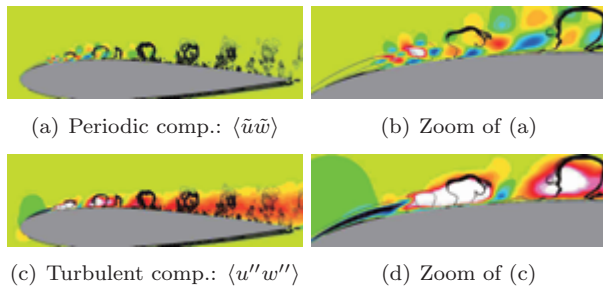 (a) Periodic comp.: ⟨ũw̃⟩
(b) Zoom of (a)
(c) Turbulent comp.: ⟨u′′w′′⟩
(d) Zoom of (c)